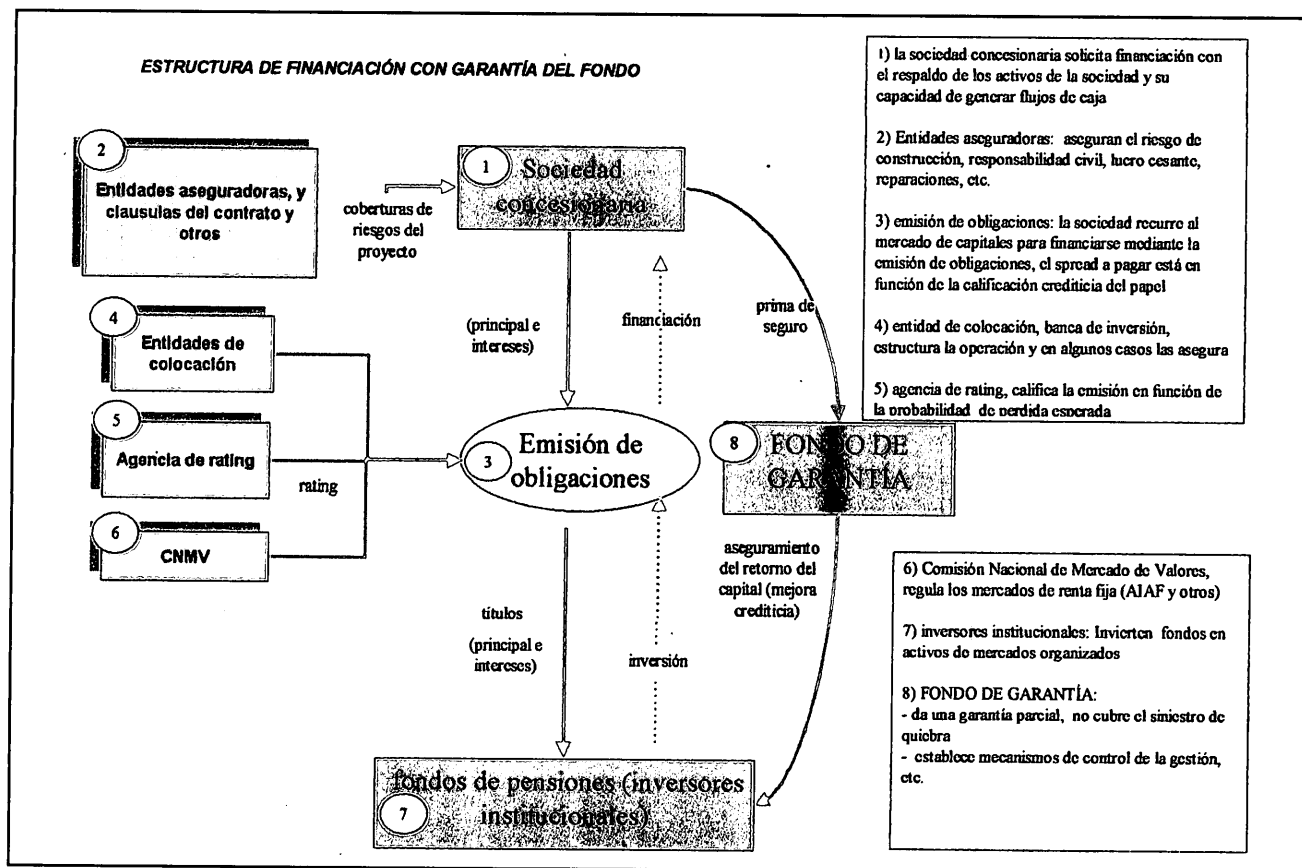 ESTRUCTURA DE FINANCIACIÓN CON GARANTÍA DEL FONDO
2
Entidades aseguradoras, y
clausulas del contrato y
otros
coberturas de
riesgos del
proyecto
1
Sociedad
concesionaria
4
Entidades de
colocación
5
Agencia de rating
6
CNMV
rating
(principal e
intereses)
financiación
prima de
seguro
3
Emisión de
obligaciones
8
FONDO DE
GARANTÍA
titulos
(principal e
intereses)
inversión
aseguramiento
del retorno del
capital (mejora
crediticia)
fondos de pensiones (inversores
institucionales)
7
1) la sociedad concesionaria solicita financiación con
el respaldo de los activos de la sociedad y su
capacidad de generar flujos de caja
2) Entidades aseguradoras: aseguran el riesgo de
construcción, responsabilidad civil, lucro cesante,
reparaciones, etc.
3) emisión de obligaciones: la sociedad recurre al
mercado de capitales para financiarse mediante la
emisión de obligaciones, el spread a pagar está en
función de la calificación crediticia del papel
4) entidad de colocación, banca de inversión,
estructura la operación y en algunos casos las asegura
5) agencia de rating, califica la emisión en función de
la probabilidad de perdida esperada
6) Comisión Nacional de Mercado de Valores,
regula los mercados de renta fija (AIAF y otros)
7) inversores institucionales: Invierten fondos en
activos de mercados organizados
8) FONDO DE GARANTÍA:
- da una garantía parcial, no cubre el siniestro de
quiebra
- establece mecanismos de control de la gestión,
etc.